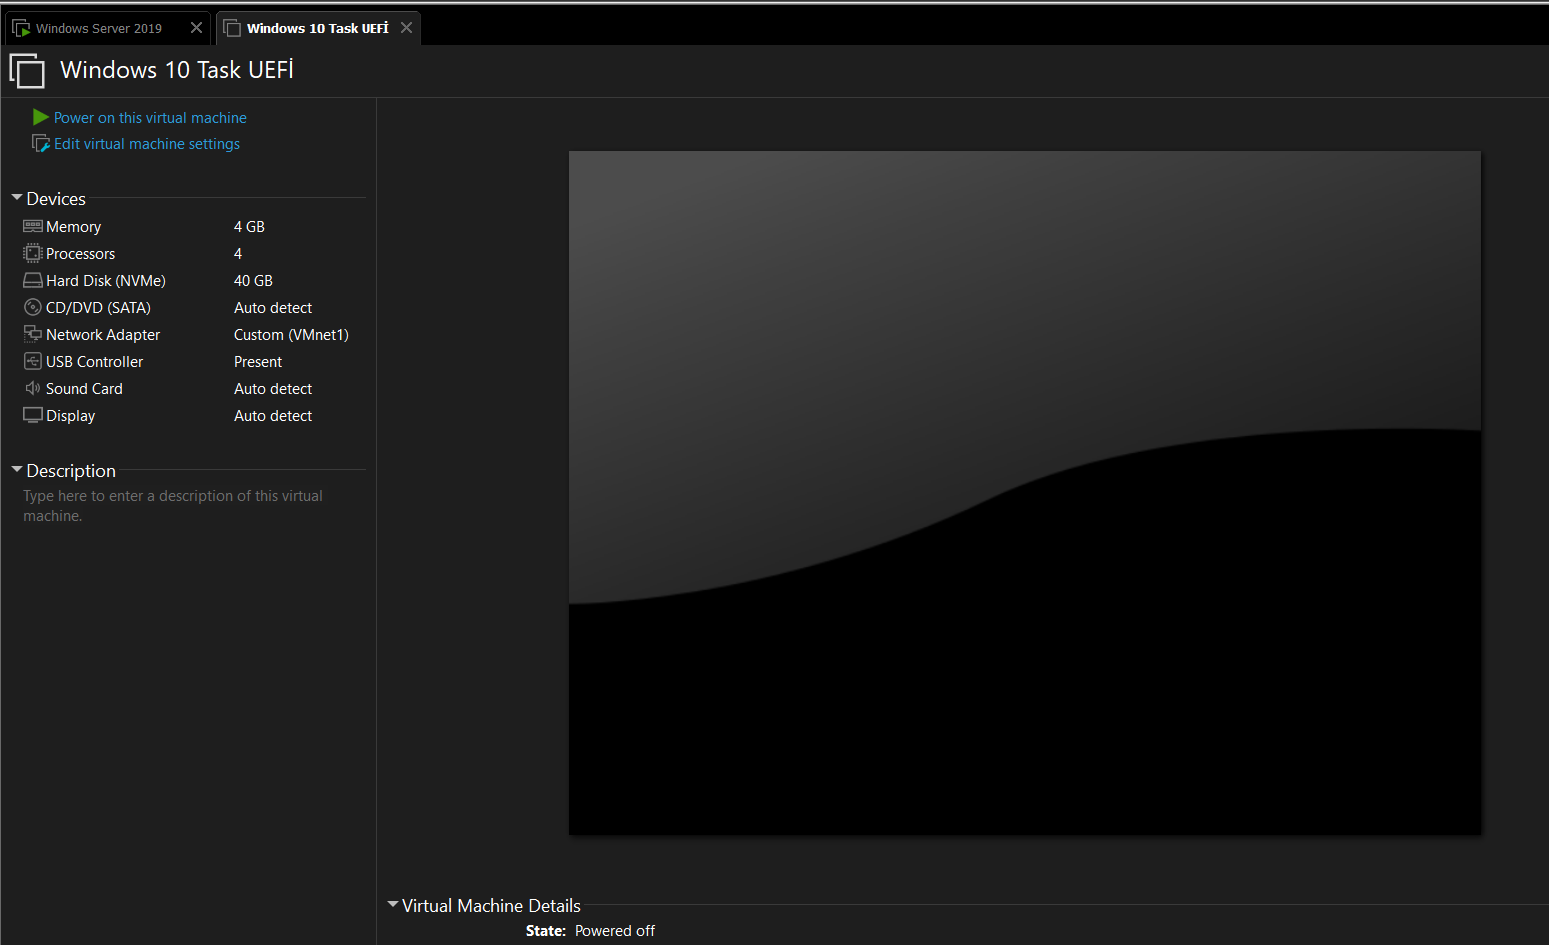 Windows Server 2019
Windows 10 Task UEFİ
Windows 10 Task UEFİ
Power on this virtual machine
Edit virtual machine settings
Devices
Memory 4 GB
Processors 4
Hard Disk (NVMe) 40 GB
CD/DVD (SATA) Auto detect
Network Adapter Custom (VMnet1)
USB Controller Present
Sound Card Auto detect
Display Auto detect
Description
Type here to enter a description of this virtual
machine.
Virtual Machine Details
State: Powered off